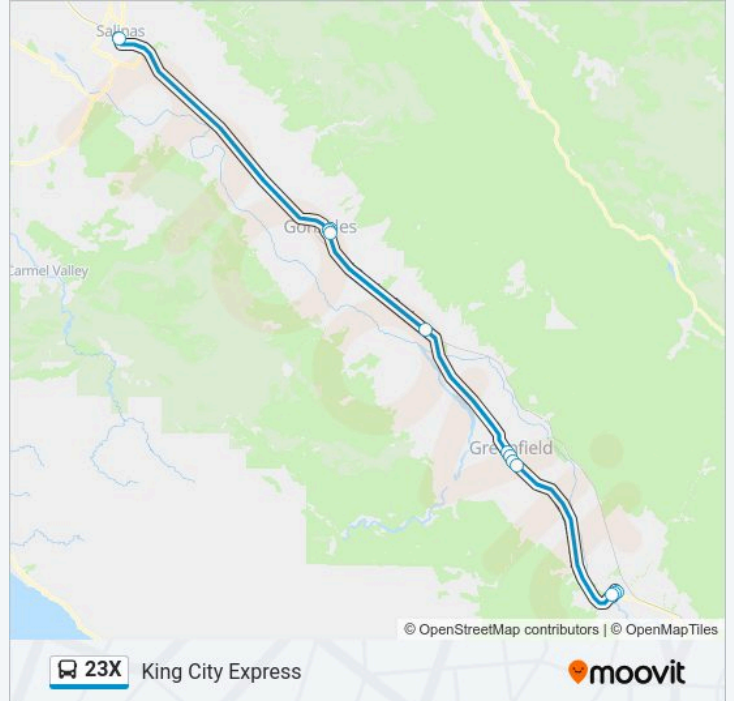 Salinas
Gonzales
Carmel Valley
Greenfield
© OpenStreetMap contributors | © OpenMapTiles
23X King City Express
moovit